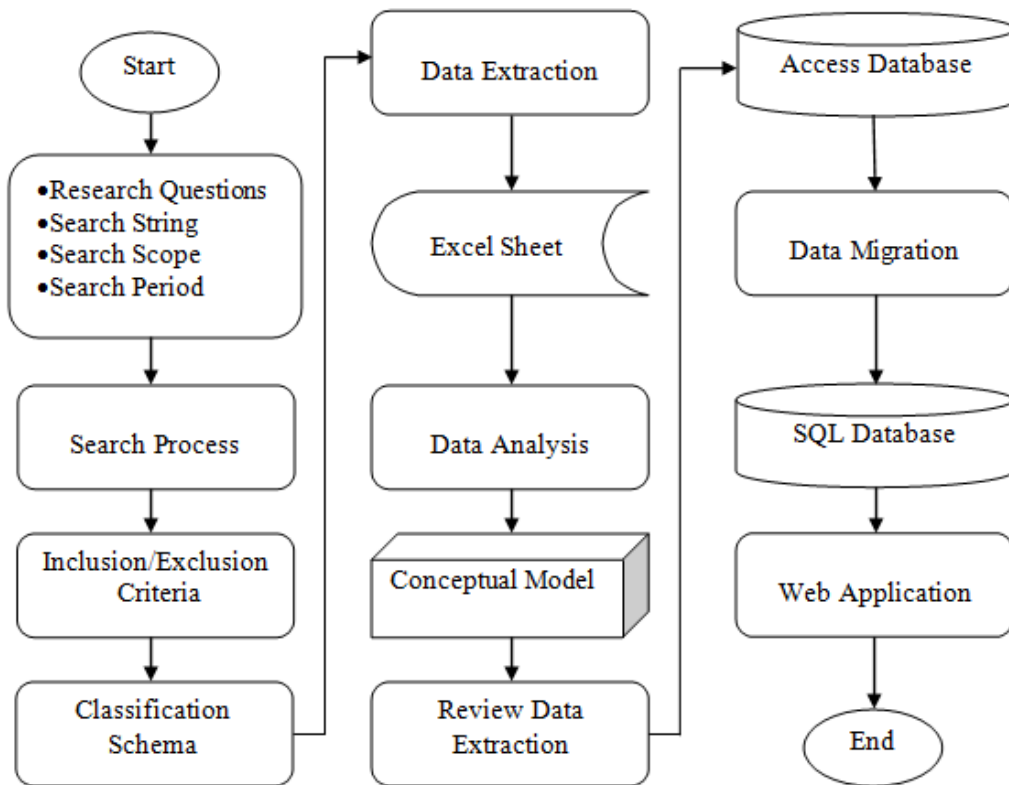 Start
•Research Questions
•Search String
•Search Scope
•Search Period
Search Process
Inclusion/Exclusion
Criteria
Classification
Schema
Data Extraction
Excel Sheet
Data Analysis
Conceptual Model
Review Data
Extraction
Access Database
Data Migration
SQL Database
Web Application
End